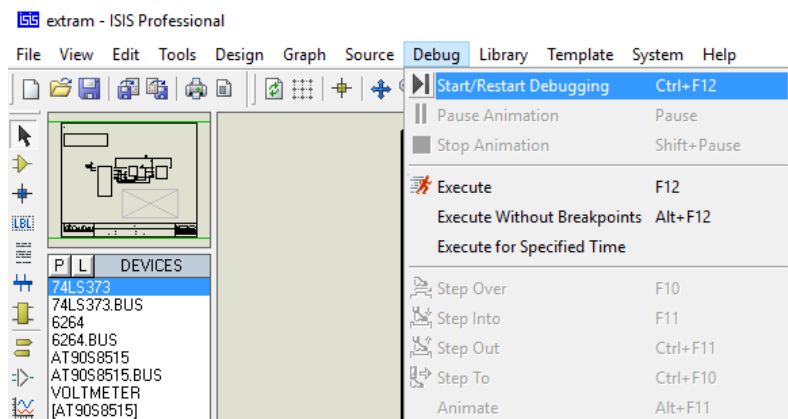 ISIS extram - ISIS Professional
File View Edit Tools Design Graph Source Debug Library Template System Help
Start/Restart Debugging Ctrl+F12
Pause Animation Pause
Stop Animation Shift+Pause
Execute F12
Execute Without Breakpoints Alt+F12
Execute for Specified Time
Step Over F10
Step Into F11
Step Out Ctrl+F11
Step To Ctrl+F10
Animate Alt+F11
LBL
P L DEVICES
74LS373
74LS373.BUS
6264
6264.BUS
AT90S8515
AT90S8515.BUS
VOLTMETER
[AT90S8515]